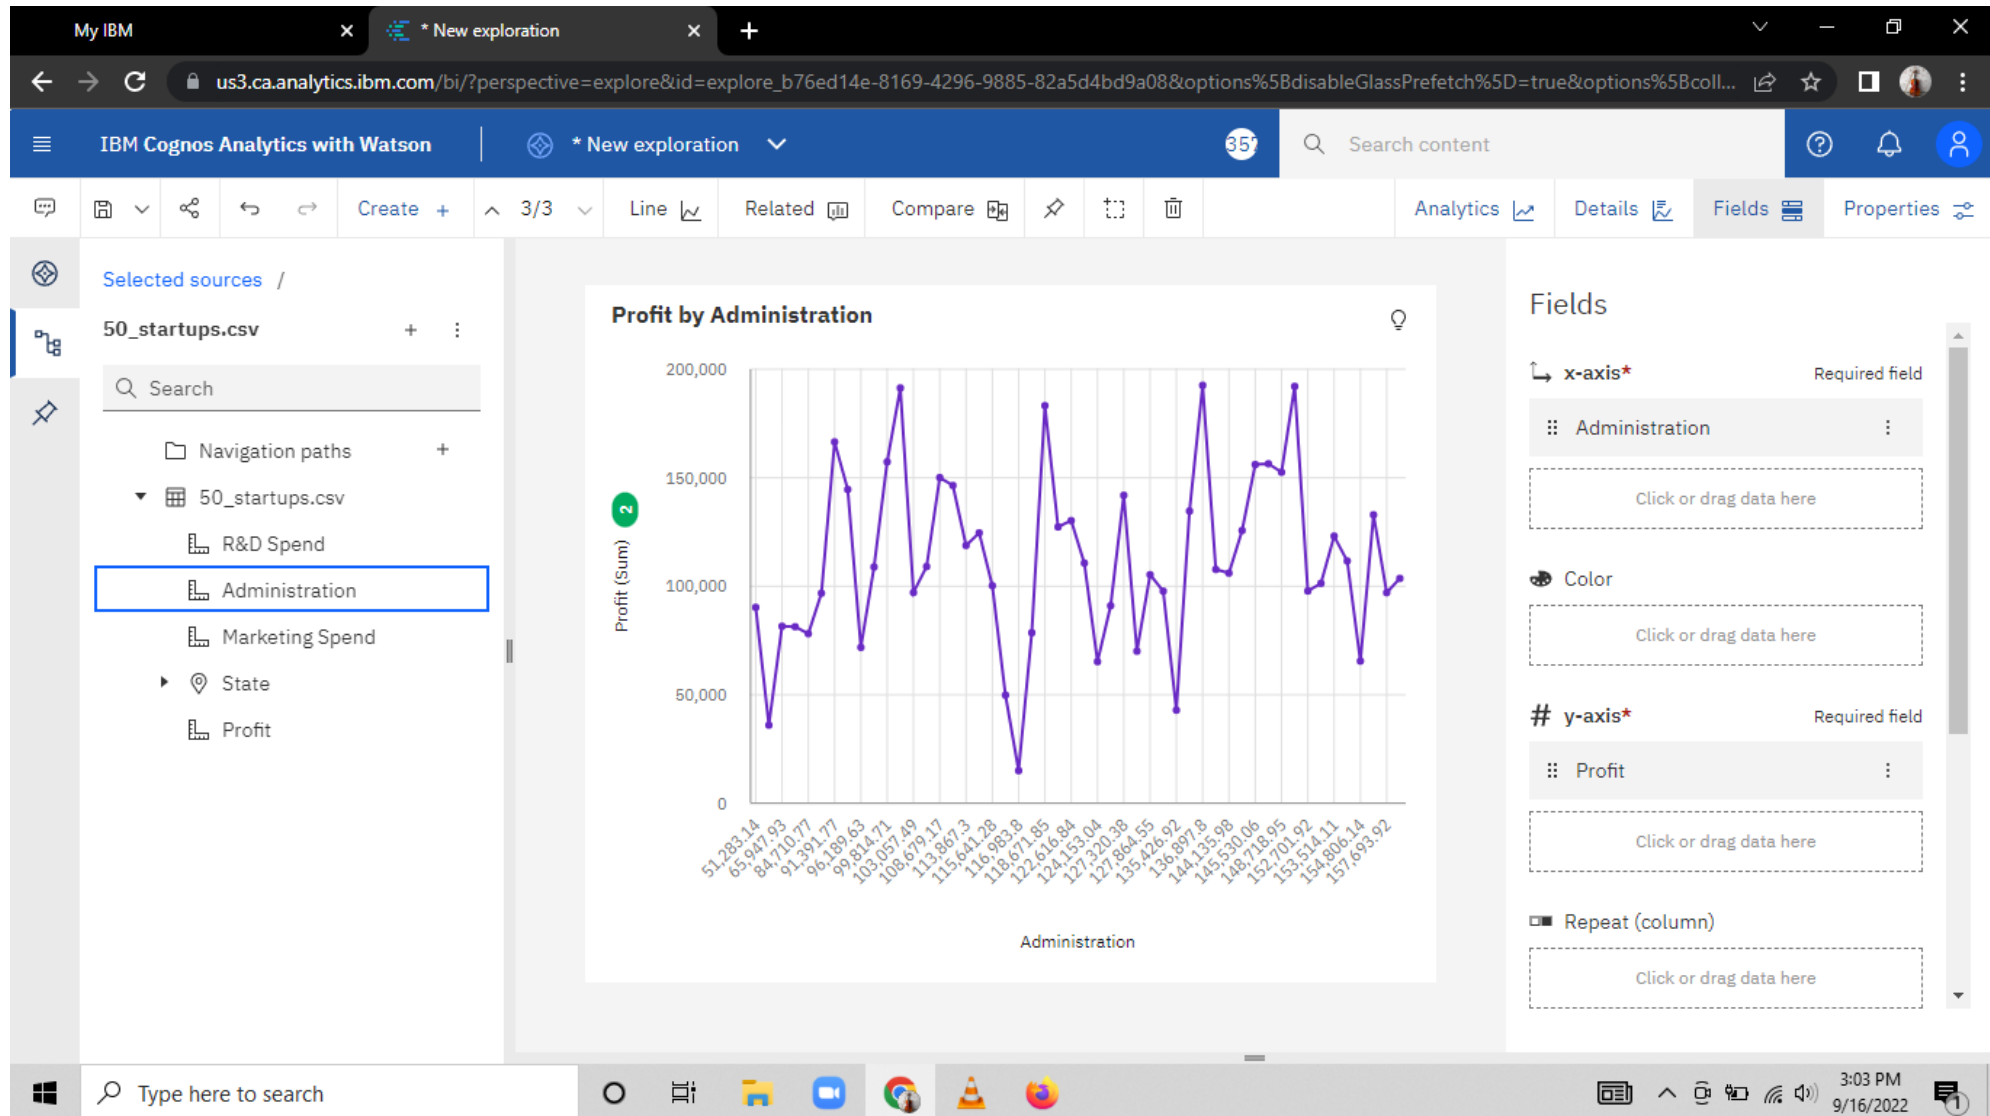 My IBM
* New exploration
us3.ca.analytics.ibm.com/bi/?perspective=explore&id=explore_b76ed14e-8169-4296-9885-82a5d4bd9a08&options%5BdisableGlassPrefetch%5D=true&options%5Bcoll...
IBM Cognos Analytics with Watson
* New exploration
357
Search content
Create +
3/3
Line
Related
Compare
Analytics
Details
Fields
Properties
Selected sources /
50_startups.csv
Search
Navigation paths
50_startups.csv
R&D Spend
Administration
Marketing Spend
State
Profit
Profit by Administration
200,000
150,000
100,000
50,000
0
2
Profit (Sum)
51,283.14
65,947.93
84,710.77
91,391.77
96,189.63
99,814.71
103,057.49
108,679.17
113,867.3
115,641.28
116,983.8
118,671.85
122,616.84
124,153.04
127,320.38
127,864.55
135,426.92
136,897.8
144,135.98
145,530.06
148,718.95
152,701.92
153,514.11
154,806.14
157,693.92
Administration
Fields
x-axis* Required field
Administration
Click or drag data here
Color
Click or drag data here
# y-axis* Required field
Profit
Click or drag data here
Repeat (column)
Click or drag data here
Type here to search
3:03 PM
9/16/2022
1